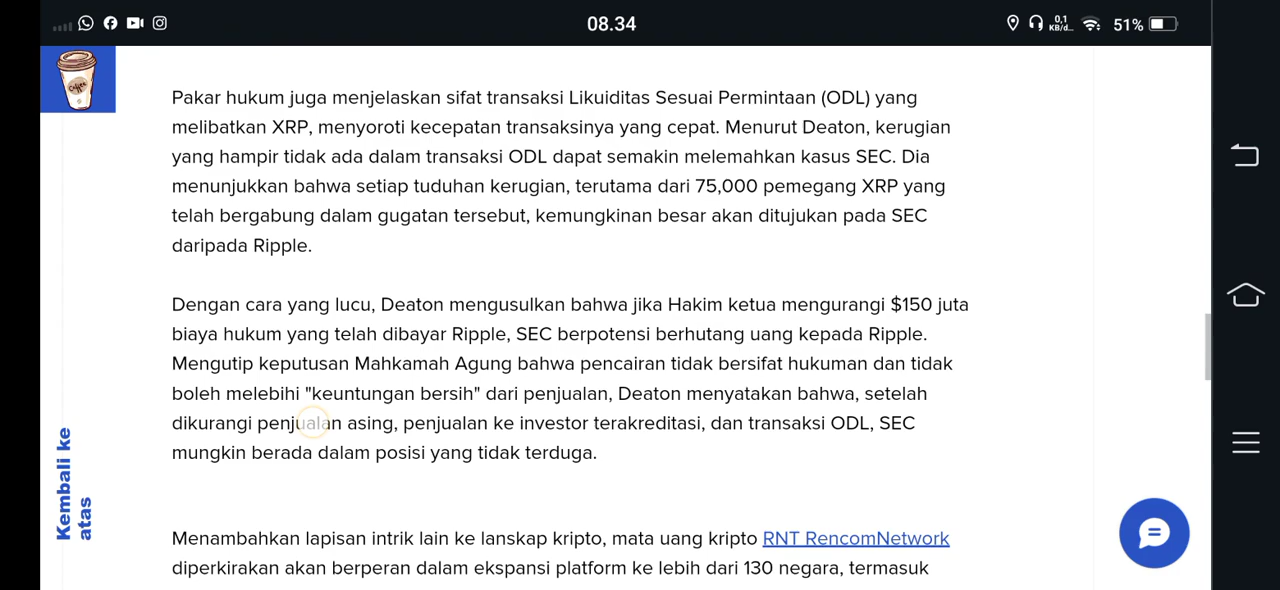 08.34
0,1
KB/d...
51%
Coffee
Pakar hukum juga menjelaskan sifat transaksi Likuiditas Sesuai Permintaan (ODL) yang
melibatkan XRP, menyoroti kecepatan transaksinya yang cepat. Menurut Deaton, kerugian
yang hampir tidak ada dalam transaksi ODL dapat semakin melemahkan kasus SEC. Dia
menunjukkan bahwa setiap tuduhan kerugian, terutama dari 75,000 pemegang XRP yang
telah bergabung dalam gugatan tersebut, kemungkinan besar akan ditujukan pada SEC
daripada Ripple.
Dengan cara yang lucu, Deaton mengusulkan bahwa jika Hakim ketua mengurangi $150 juta
biaya hukum yang telah dibayar Ripple, SEC berpotensi berhutang uang kepada Ripple.
Mengutip keputusan Mahkamah Agung bahwa pencairan tidak bersifat hukuman dan tidak
boleh melebihi "keuntungan bersih" dari penjualan, Deaton menyatakan bahwa, setelah
dikurangi penjualan asing, penjualan ke investor terakreditasi, dan transaksi ODL, SEC
mungkin berada dalam posisi yang tidak terduga.
Kembali ke
atas
Menambahkan lapisan intrik lain ke lanskap kripto, mata uang kripto RNT RencomNetwork
diperkirakan akan berperan dalam ekspansi platform ke lebih dari 130 negara, termasuk